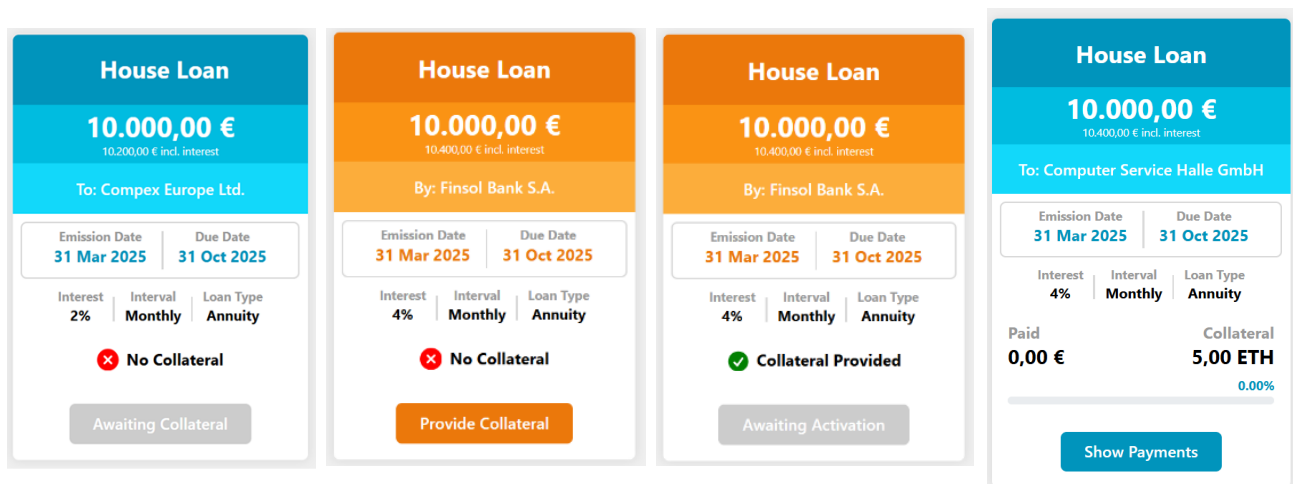 House Loan
10.000,00 €
10.200,00 € incl. interest
To: Compex Europe Ltd.
Emission Date Due Date
31 Mar 2025 31 Oct 2025
Interest Interval Loan Type
2% Monthly Annuity
No Collateral
Awaiting Collateral
House Loan
10.000,00 €
10.400,00 € incl. interest
By: Finsol Bank S.A.
Emission Date Due Date
31 Mar 2025 31 Oct 2025
Interest Interval Loan Type
4% Monthly Annuity
No Collateral
Provide Collateral
House Loan
10.000,00 €
10.400,00 € incl. interest
By: Finsol Bank S.A.
Emission Date Due Date
31 Mar 2025 31 Oct 2025
Interest Interval Loan Type
4% Monthly Annuity
Collateral Provided
Awaiting Activation
House Loan
10.000,00 €
10.400,00 € incl. interest
To: Computer Service Halle GmbH
Emission Date Due Date
31 Mar 2025 31 Oct 2025
Interest Interval Loan Type
4% Monthly Annuity
Paid Collateral
0,00 € 5,00 ETH
0.00%
Show Payments